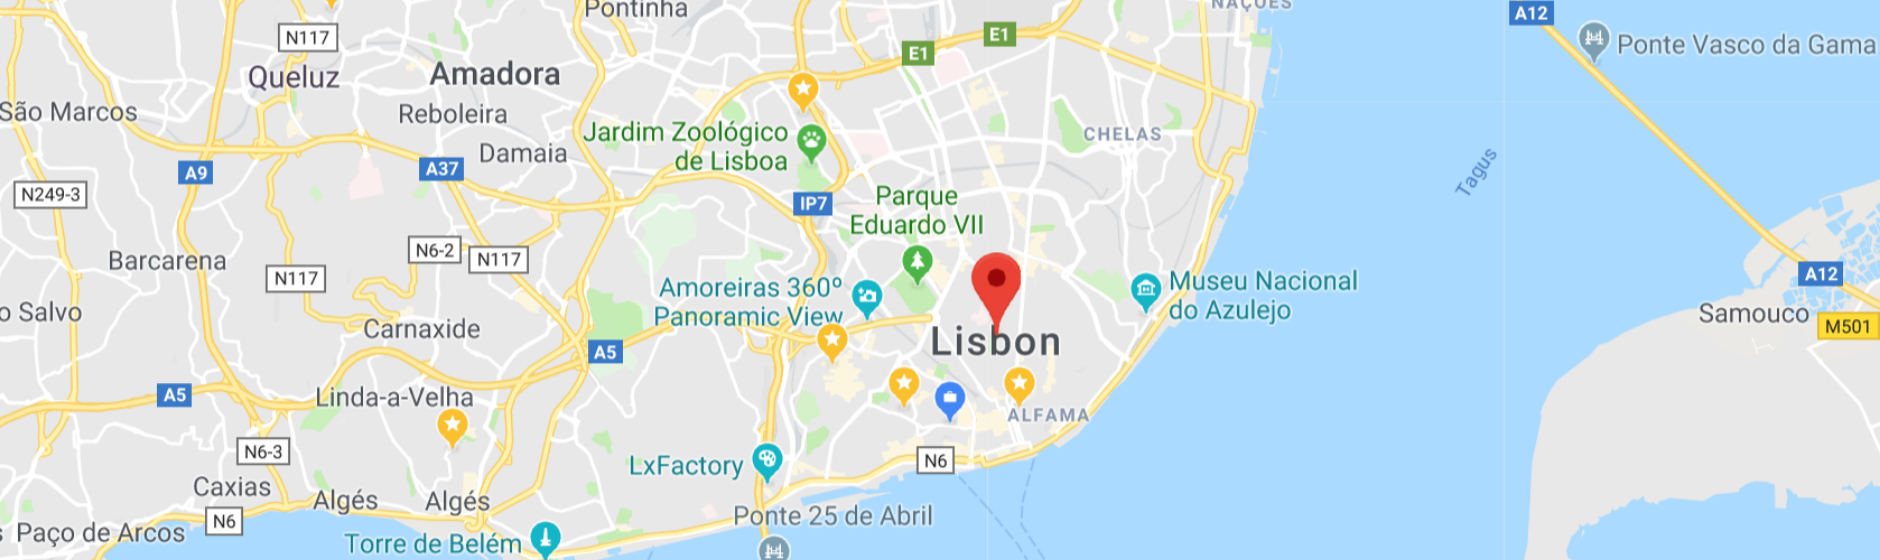 Pontinha
NAÇÕES
A12
N117
E1
E1
Ponte Vasco da Gama
Queluz
Amadora
São Marcos
Reboleira
Jardim Zoológico
de Lisboa
CHELAS
Damaia
A9
A37
Tagus
N249-3
IP7
Parque
Eduardo VII
N6-2
N117
Barcarena
N117
A12
Amoreiras 360º
Panoramic View
Museu Nacional
do Azulejo
o Salvo
Carnaxide
Samouco
M501
Lisbon
A5
A5
Linda-a-Velha
ALFAMA
N6-3
LxFactory
N6
Caxias
Algés
Algés
N6
Ponte 25 de Abril
Paço de Arcos
Torre de Belém